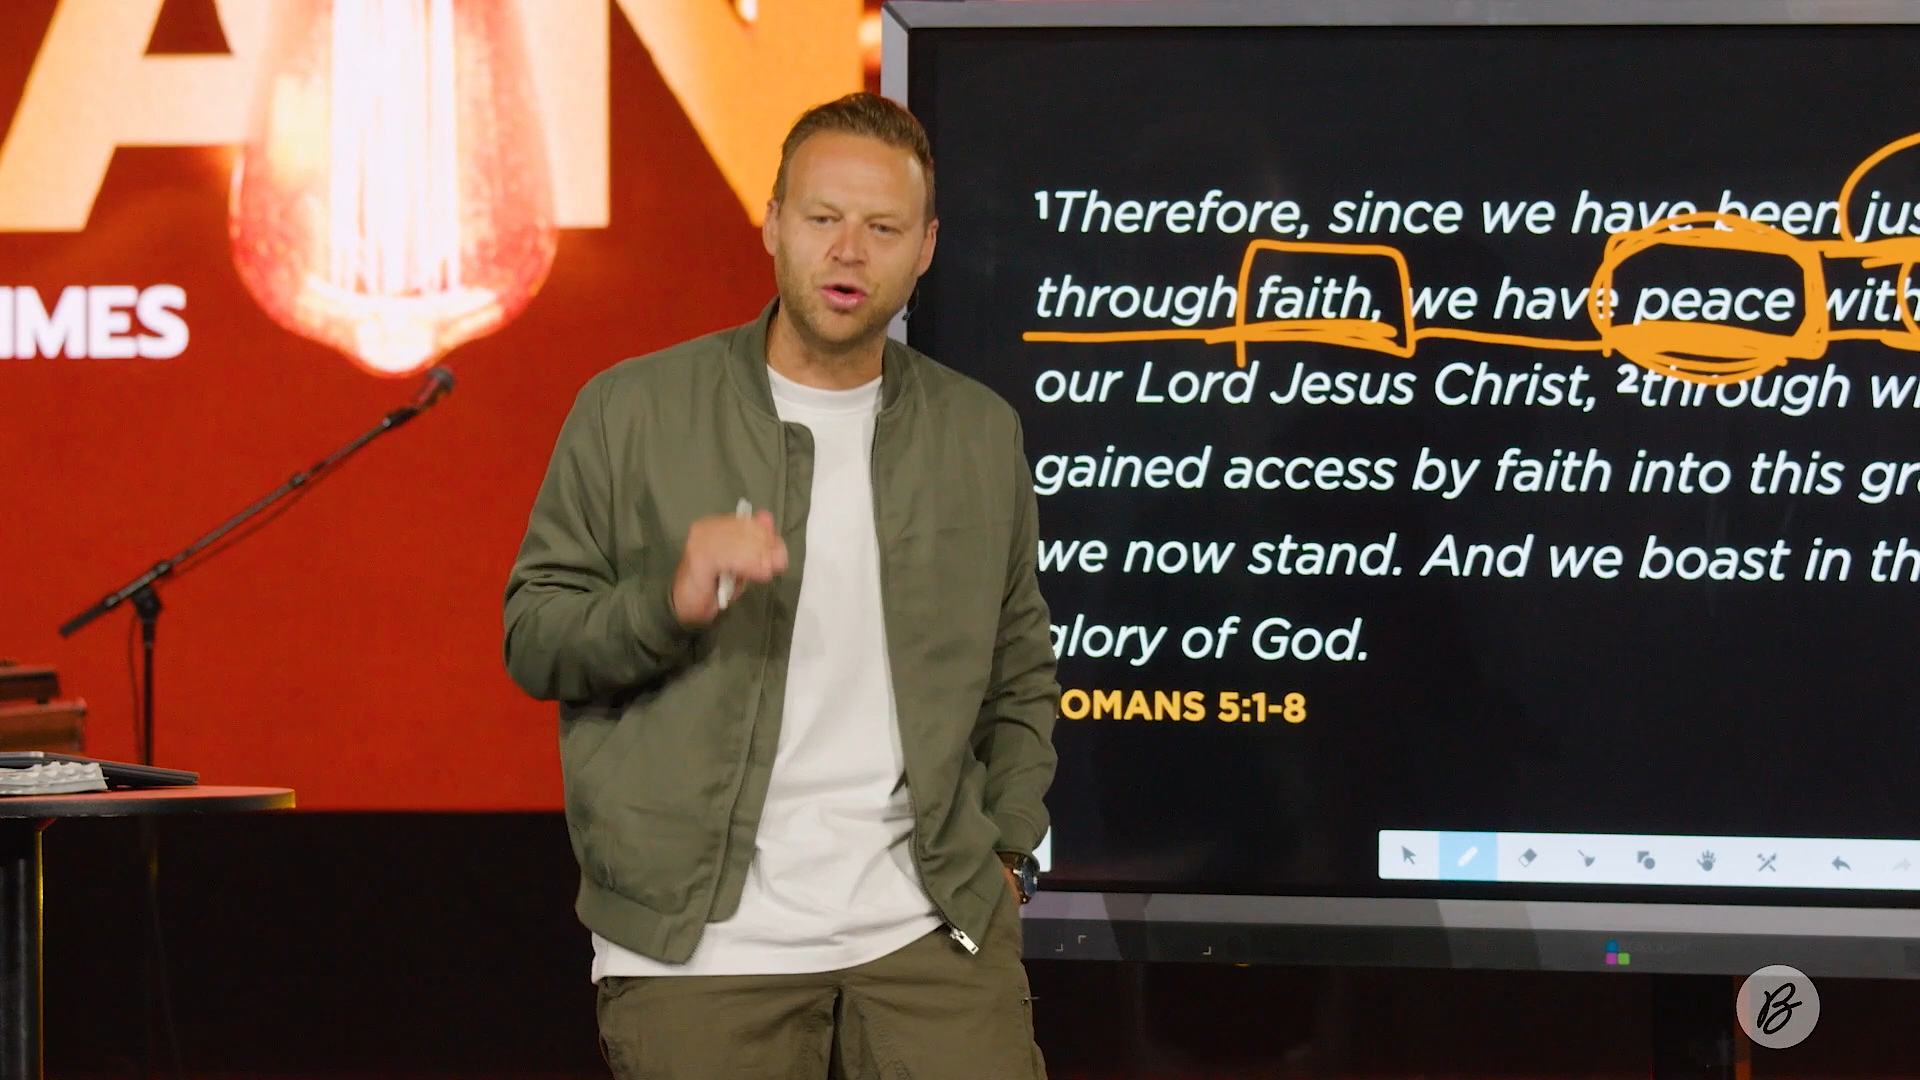 AN
IMES
¹Therefore, since we have been jus
through faith, we have peace with
our Lord Jesus Christ, ²through wh
gained access by faith into this gra
we now stand. And we boast in th
glory of God.
OMANS 5:1-8
B